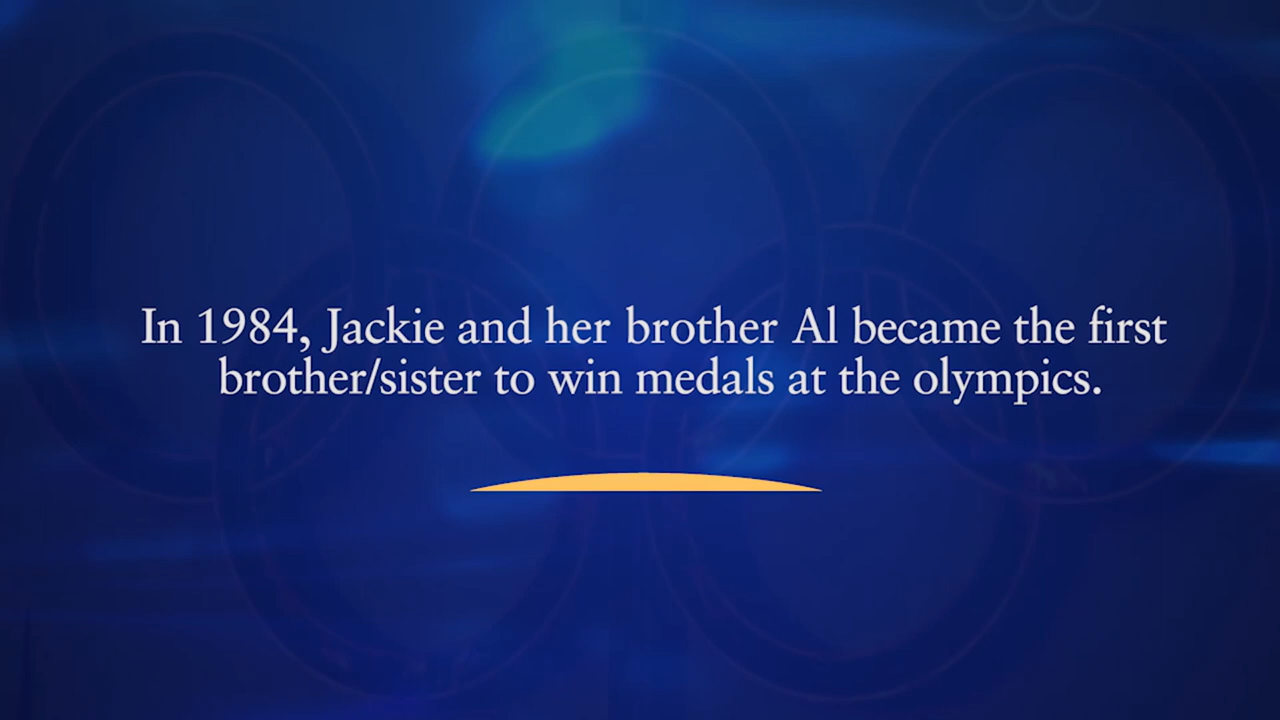 In 1984, Jackie and her brother Al became the first
brother/sister to win medals at the olympics.